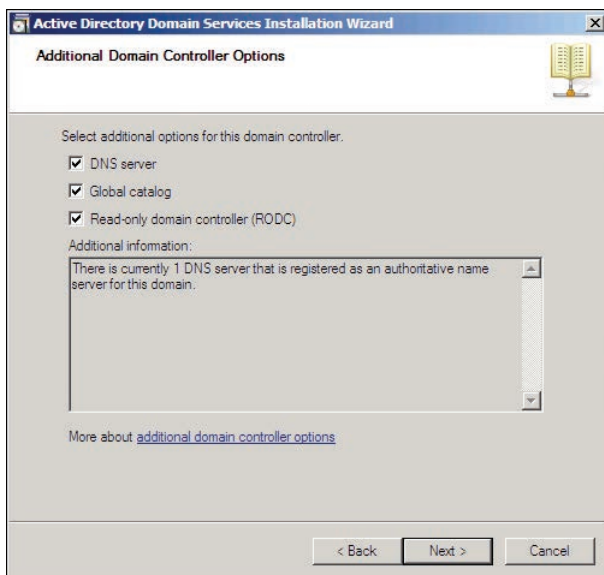 Active Directory Domain Services Installation Wizard
Additional Domain Controller Options
Select additional options for this domain controller.
DNS server
Global catalog
Read-only domain controller (RODC)
Additional information:
There is currently 1 DNS server that is registered as an authoritative name
server for this domain.
More about additional domain controller options
< Back Next > Cancel